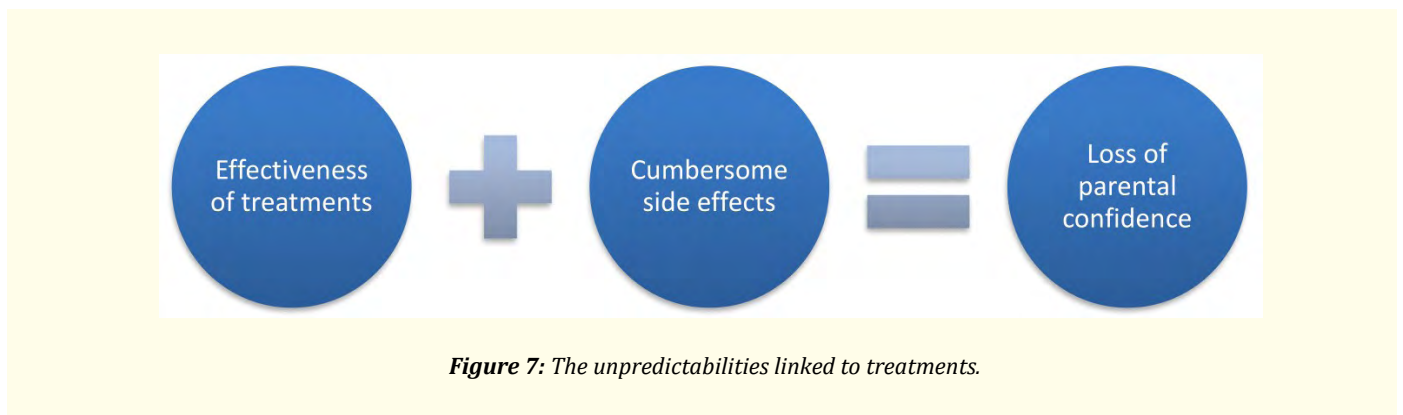 Effectiveness
of treatments
Cumbersome
side effects
Loss of
parental
confidence
Figure 7: The unpredictabilities linked to treatments.